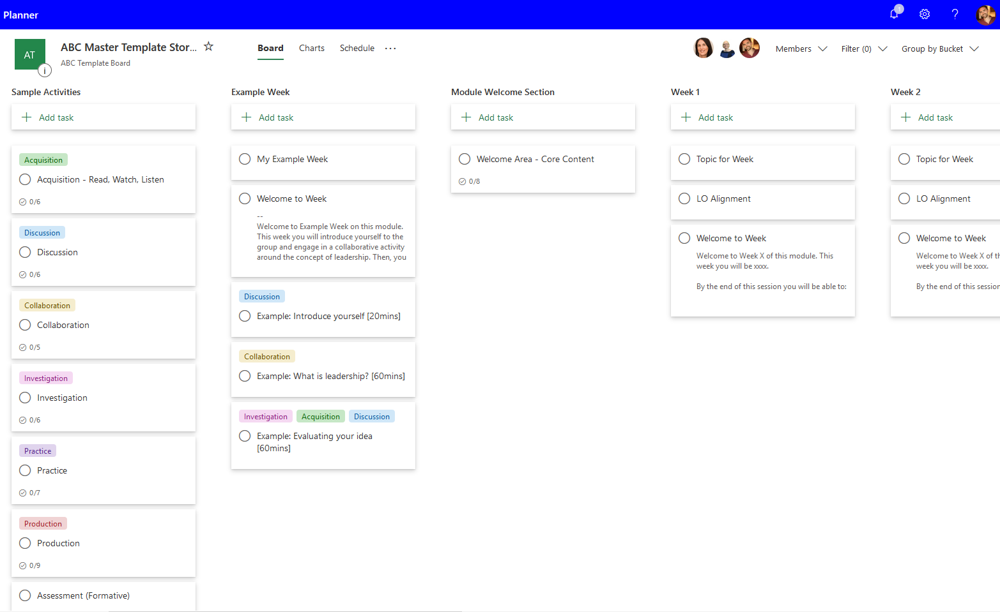 Planner
1
AT
ABC Master Template Stor...
ABC Template Board
Board
Charts
Schedule
Members
Filter (0)
Group by Bucket
Sample Activities
Add task
Acquisition
Acquisition - Read, Watch, Listen
0/6
Discussion
Discussion
0/6
Collaboration
Collaboration
0/5
Investigation
Investigation
0/6
Practice
Practice
0/7
Production
Production
0/9
Assessment (Formative)
Example Week
Add task
My Example Week
Welcome to Week
--
Welcome to Example Week on this module.
This week you will introduce yourself to the
group and engage in a collaborative activity
around the concept of leadership. Then, you
Discussion
Example: Introduce yourself [20mins]
Collaboration
Example: What is leadership? [60mins]
Investigation Acquisition Discussion
Example: Evaluating your idea
[60mins]
Module Welcome Section
Add task
Welcome Area - Core Content
0/8
Week 1
Add task
Topic for Week
LO Alignment
Welcome to Week
Welcome to Week X of this module. This
week you will be xxxx.
By the end of this session you will be able to:
Week 2
Add task
Topic for Week
LO Alignment
Welcome to Week
Welcome to Week X of th
week you will be xxxx.
By the end of this session